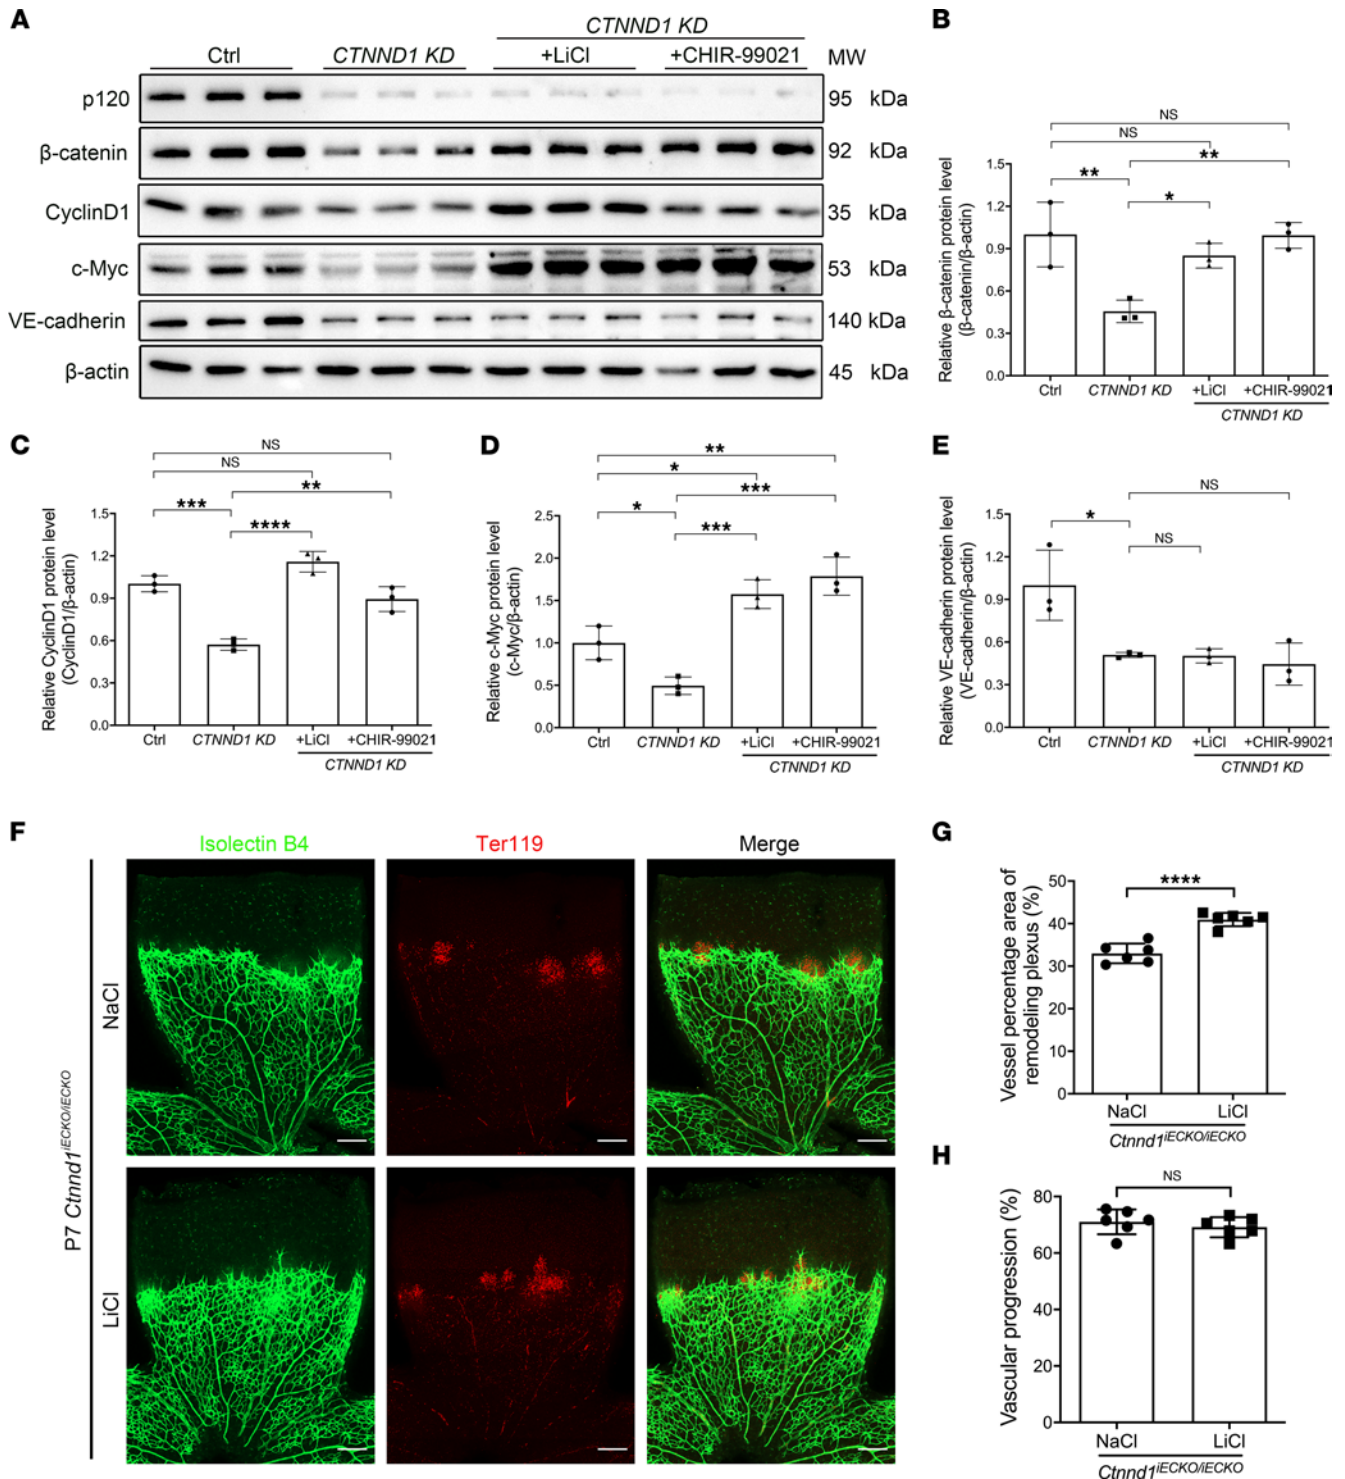 A
CTNND1 KD
Ctrl CTNND1 KD +LiCl +CHIR-99021 MW
p120 95 kDa
β-catenin 92 kDa
CyclinD1 35 kDa
c-Myc 53 kDa
VE-cadherin 140 kDa
β-actin 45 kDa
B
NS
NS
**
**
*
Relative β-catenin protein level
(β-catenin/β-actin)
1.5
1.2
0.9
0.6
0.3
0.0
Ctrl CTNND1 KD +LiCl +CHIR-99021
CTNND1 KD
C
NS
NS
**
***
****
Relative CyclinD1 protein level
(CyclinD1/β-actin)
1.5
1.2
0.9
0.6
0.3
0.0
Ctrl CTNND1 KD +LiCl +CHIR-99021
CTNND1 KD
D
**
*
***
*
***
Relative c-Myc protein level
(c-Myc/β-actin)
2.5
2.0
1.5
1.0
0.5
0.0
Ctrl CTNND1 KD +LiCl +CHIR-99021
CTNND1 KD
E
NS
*
NS
Relative VE-cadherin protein level
(VE-cadherin/β-actin)
1.5
1.2
0.9
0.6
0.3
0.0
Ctrl CTNND1 KD +LiCl +CHIR-99021
CTNND1 KD
F
Isolectin B4 Ter119 Merge
P7 Ctnnd1iECKO/iECKO
NaCl
LiCl
G
****
Vessel percentage area of
remodeling plexus (%)
50
40
30
20
10
0
NaCl LiCl
Ctnnd1iECKO/iECKO
H
NS
Vascular progression (%)
80
60
40
20
0
NaCl LiCl
Ctnnd1iECKO/iECKO